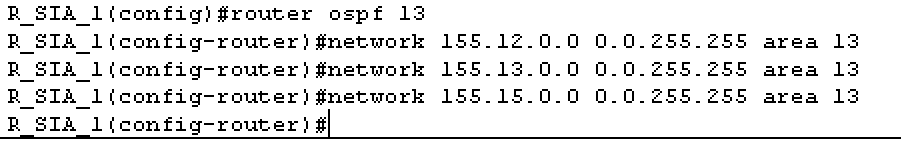 R_SIA_1(config)#router ospf 13
R_SIA_1(config-router)#network 155.12.0.0 0.0.255.255 area 13
R_SIA_1(config-router)#network 155.13.0.0 0.0.255.255 area 13
R_SIA_1(config-router)#network 155.15.0.0 0.0.255.255 area 13
R_SIA_1(config-router)#